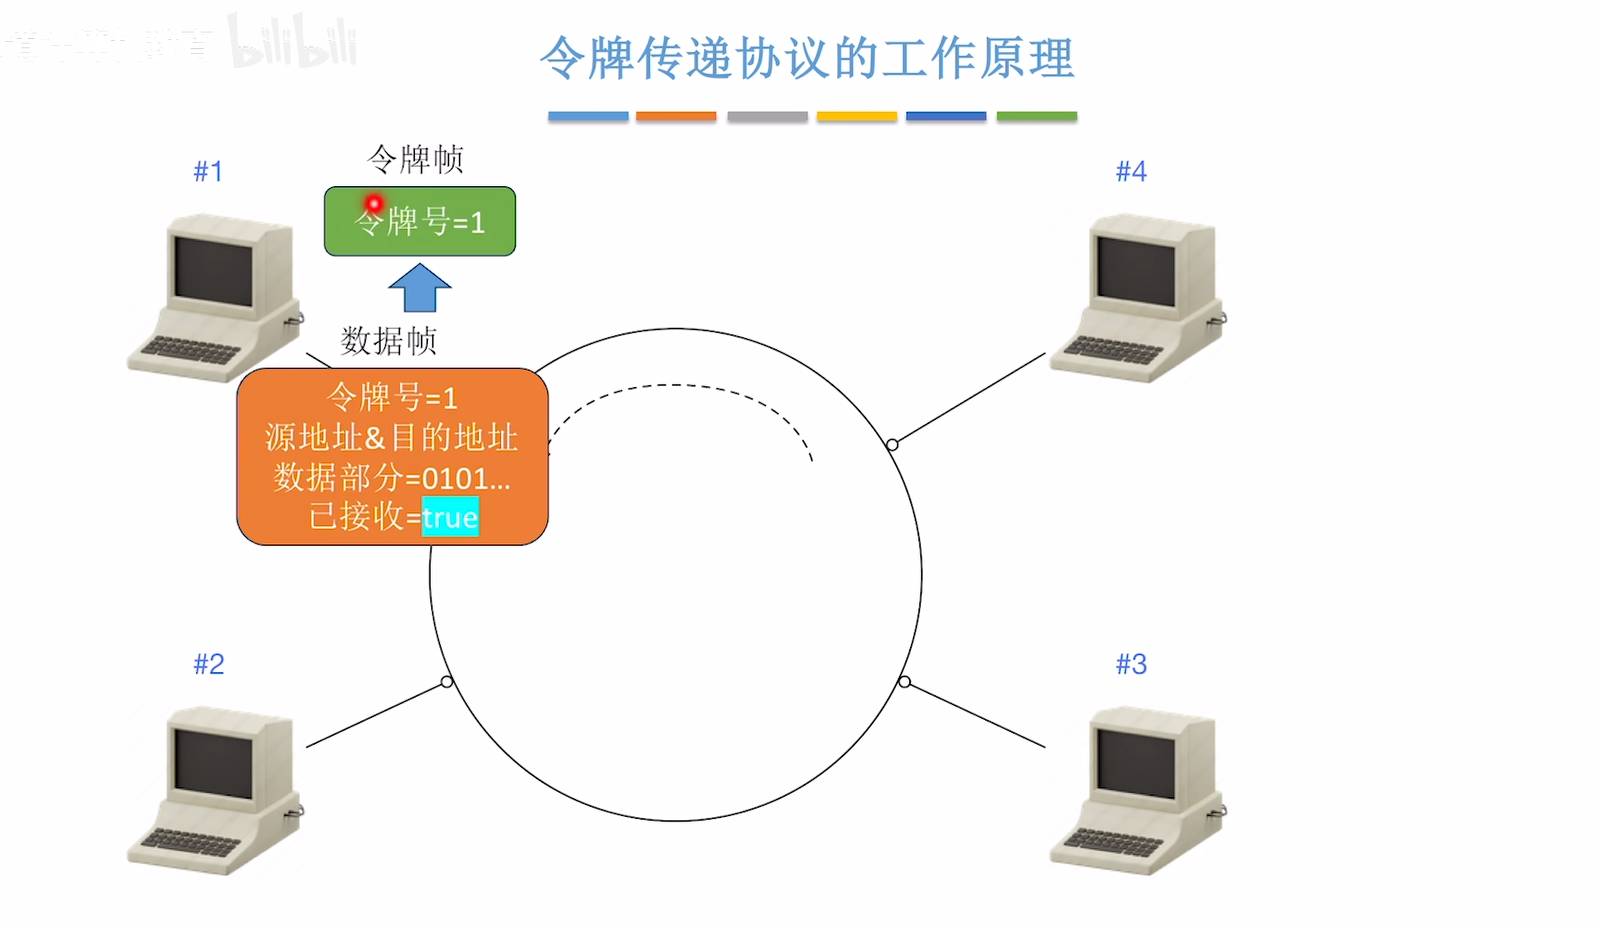 bilibili
令牌传递协议的工作原理
#1
令牌帧
#4
令牌号=1
数据帧
令牌号=1
源地址&目的地址
数据部分=0101...
已接收=true
#2
#3